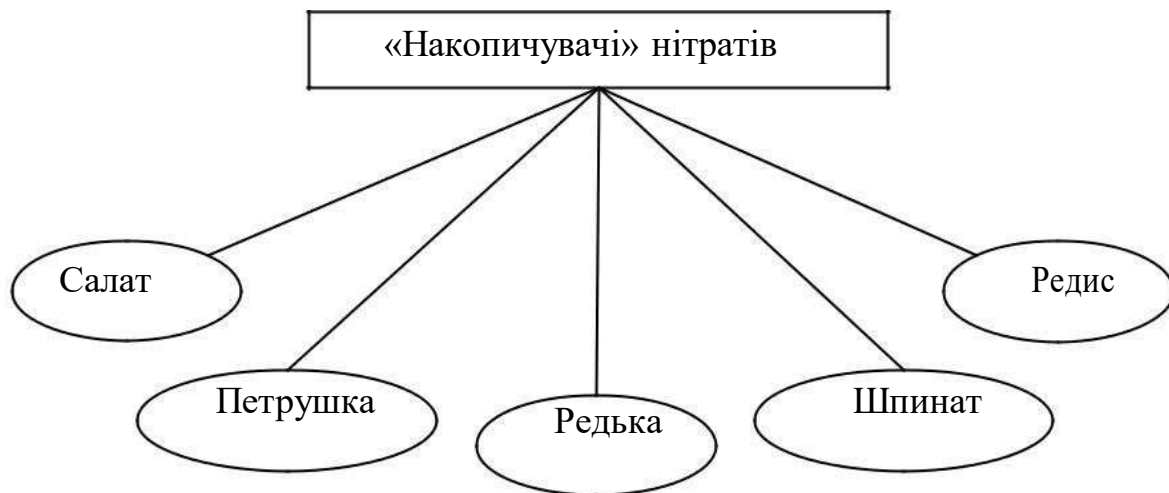 «Накопичувачі» нітратів
Салат
Редис
Петрушка
Редька
Шпинат